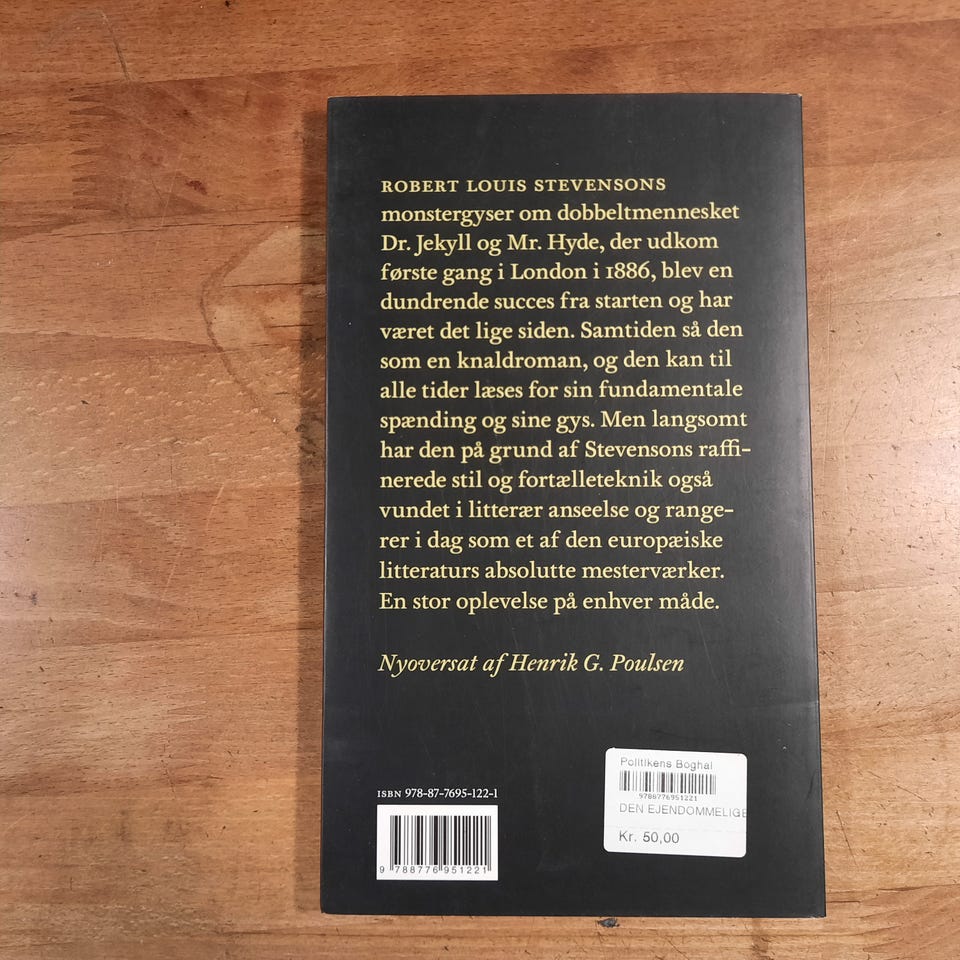 ROBERT LOUIS STEVENSONS
monstergyser om dobbeltmennesket
Dr. Jekyll og Mr. Hyde, der udkom
første gang i London i 1886, blev en
dundrende succes fra starten og har
været det lige siden. Samtiden så den
som en knaldroman, og den kan til
alle tider læses for sin fundamentale
spænding og sine gys. Men langsomt
har den på grund af Stevensons raffi-
nerede stil og fortælleteknik også
vundet i litterær anseelse og range-
rer i dag som et af den europæiske
litteraturs absolutte mesterværker.
En stor oplevelse på enhver måde.
Nyoversat af Henrik G. Poulsen
ISBN 978-87-7695-122-1
9 788776 951221
Politikens Boghal
9788776951221
DEN EJENDOMMELIGE
Kr. 50,00